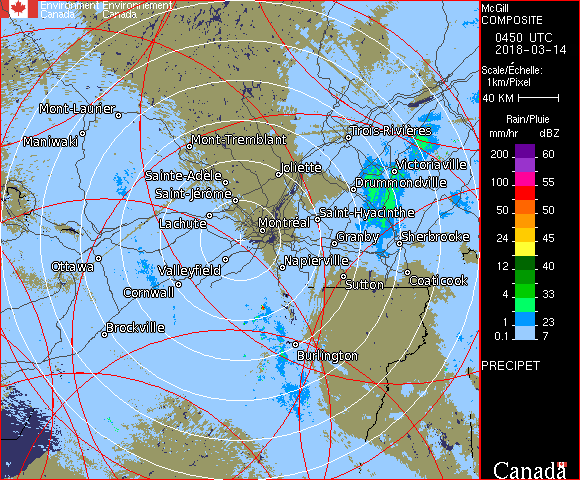 Environment Environnement
Canada Canada
McGill
COMPOSITE
0450 UTC
2018-03-14
Scale/Échelle:
1km/Pixel
40 KM
Rain/Pluie
mm/hr dBZ
200 60
100 55
50 50
24 45
12 40
4 33
1 23
0.1 7
PRECIPET
Canada
Mont-Laurier
Maniwaki
Mont-Tremblant
Trois-Rivières
Sainte-Adèle
Joliette
Victoriaville
Saint-Jérôme
Drummondville
Lachute
Montréal
Saint-Hyacinthe
Granby
Sherbrooke
Ottawa
Valleyfield
Napierville
Cornwall
Sutton
Coaticook
Brockville
Burlington